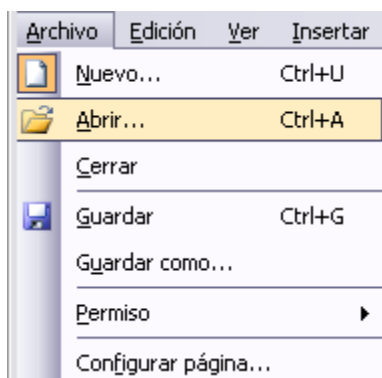 Archivo Edición Ver Insertar
Nuevo... Ctrl+U
Abrir... Ctrl+A
Cerrar
Guardar Ctrl+G
Guardar como...
Permiso
Configurar página...